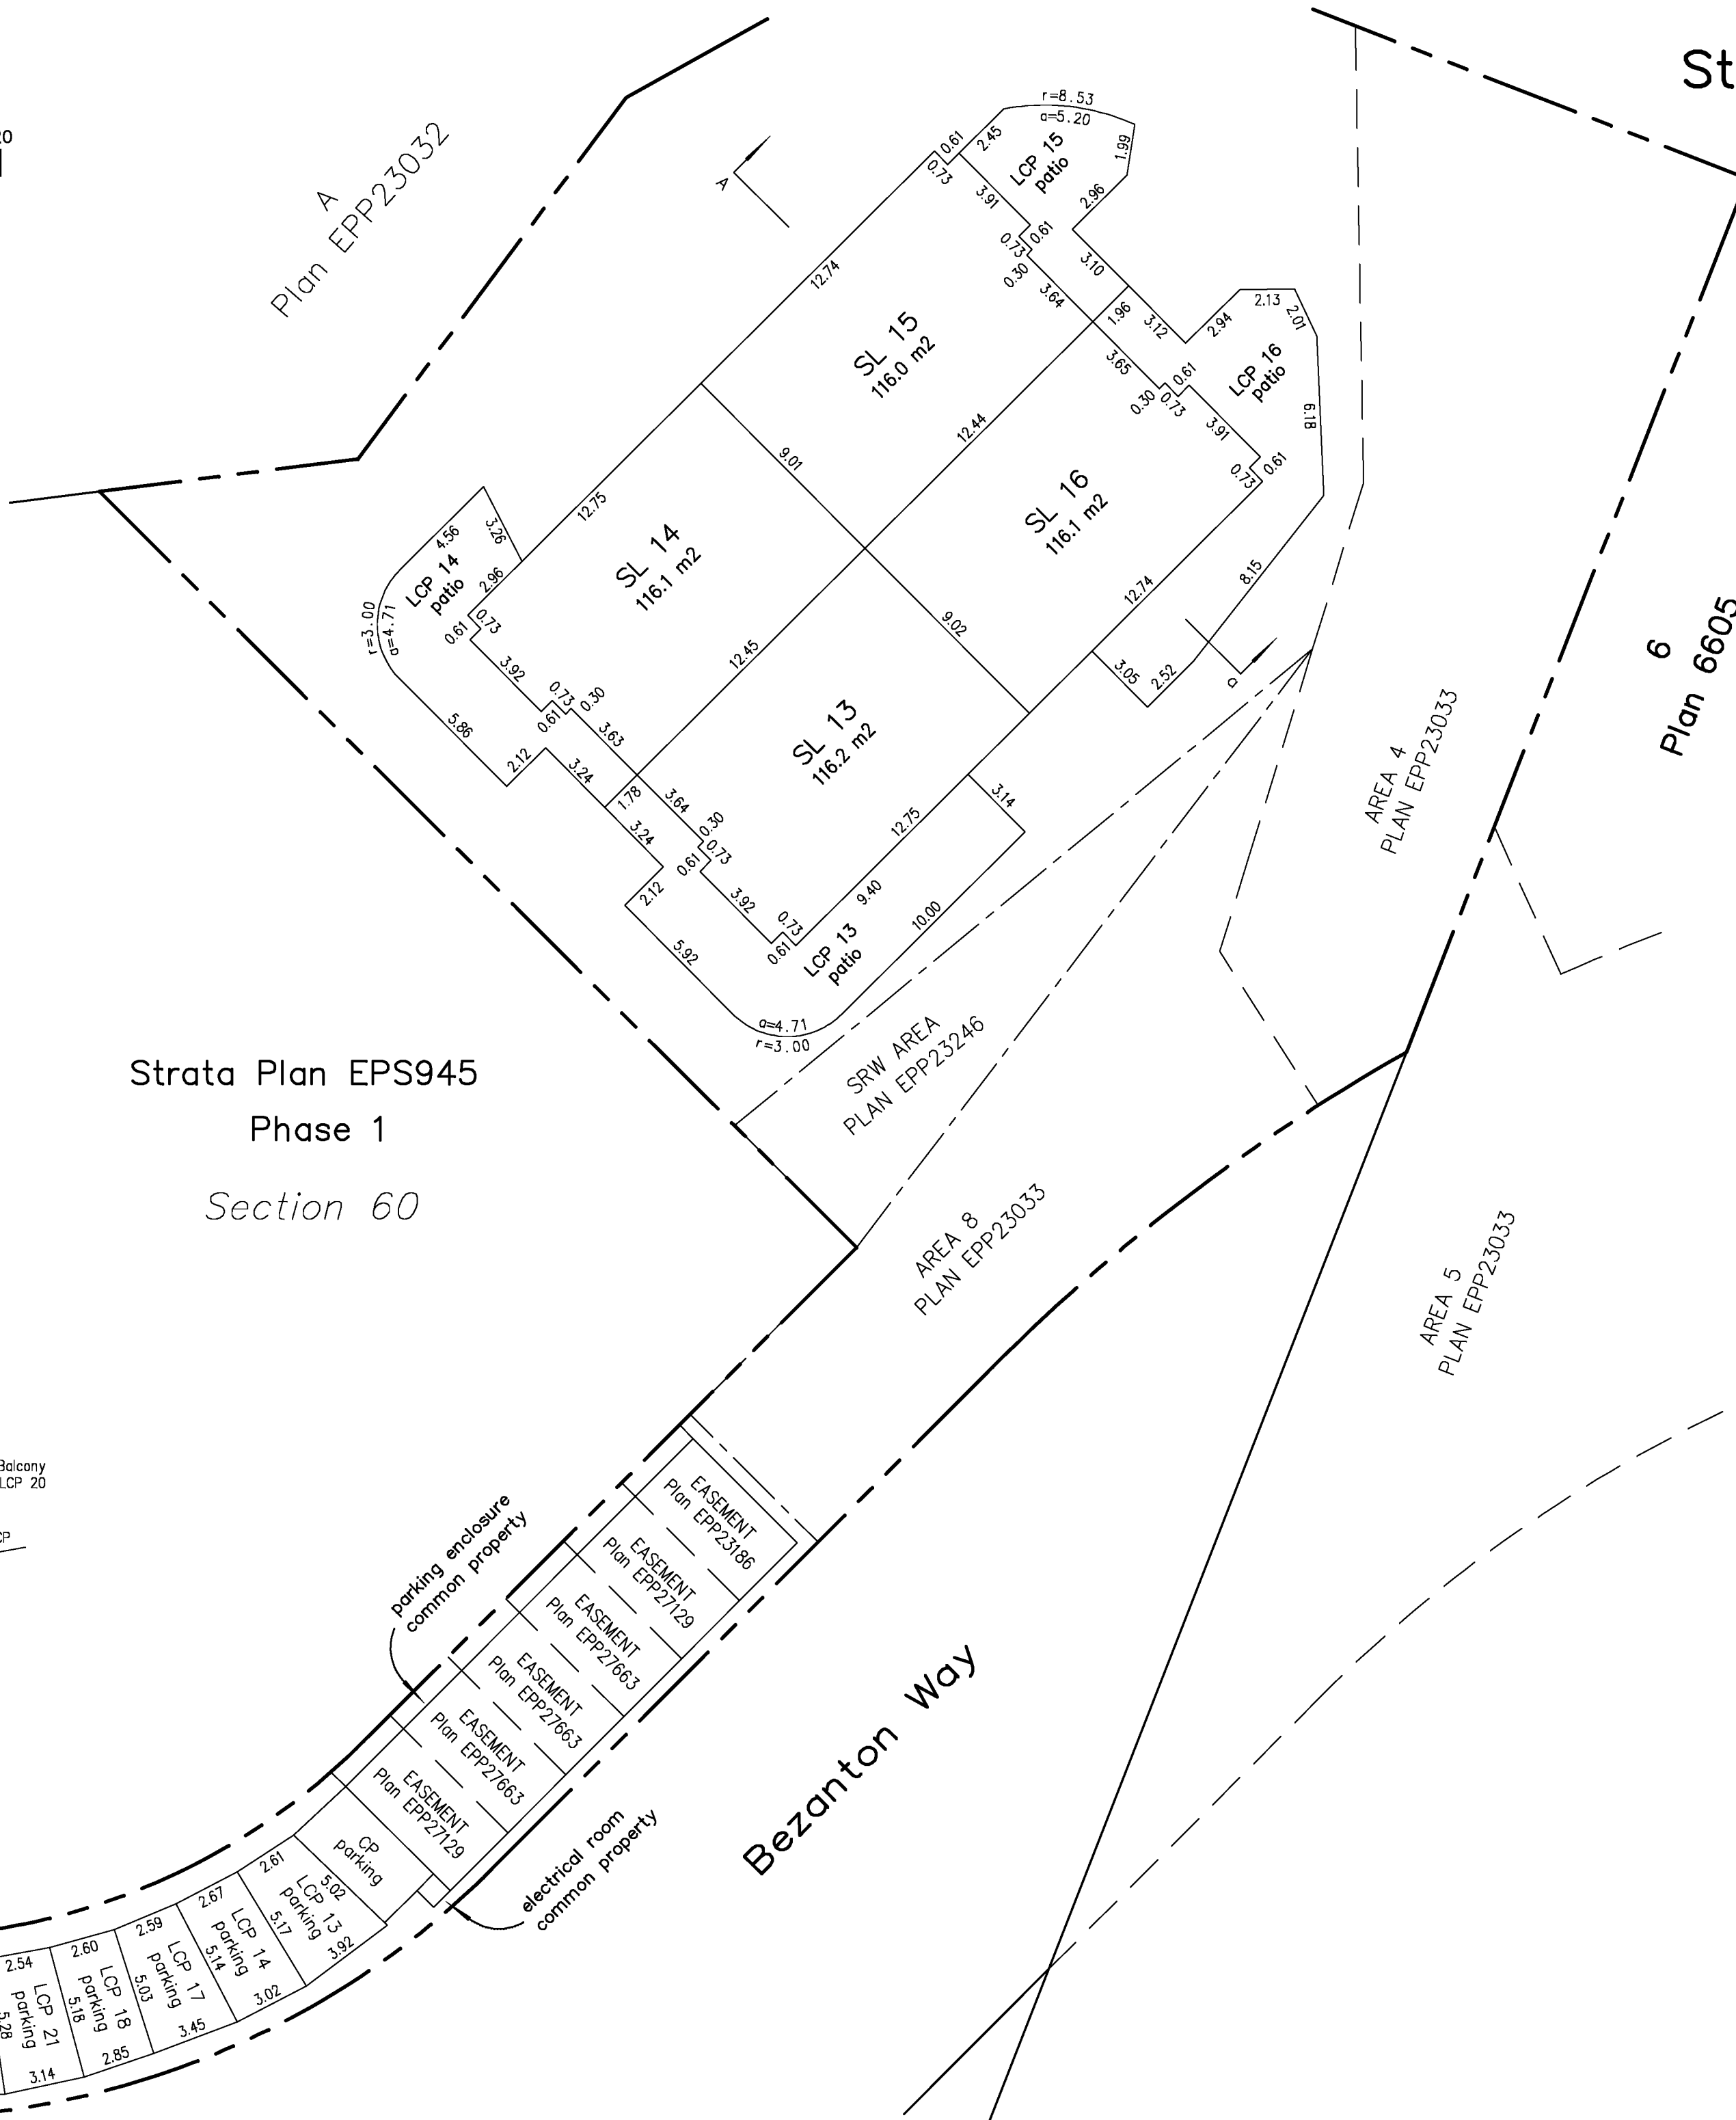 St
20
A
Plan EPP23032
A
r=8.53
a=5.20
2.45
0.61
0.73
LCP 15
patio
1.99
3.91
2.96
0.61
0.73
0.30
3.10
3.64
12.74
SL 15
116.0 m2
1.96
3.12
2.94
2.13
2.01
LCP 16
patio
3.65
0.61
0.30
0.73
3.91
6.18
0.61
0.73
12.44
9.01
SL 16
116.1 m2
12.75
SL 14
116.1 m2
4.56
3.26
LCP 14
patio
2.96
r=3.00
a=4.71
0.73
0.61
3.92
0.73
0.30
0.61
5.86
2.12
3.24
3.63
12.45
9.02
12.74
8.15
3.05
2.52
a
SL 13
116.2 m2
1.78
3.64
3.24
0.30
0.73
0.61
2.12
3.92
0.73
0.61
5.92
12.75
9.40
3.14
10.00
LCP 13
patio
a=4.71
r=3.00
6
Plan 6605
AREA 4
PLAN EPP23033
SRW AREA
PLAN EPP23246
Strata Plan EPS945
Phase 1
Section 60
AREA 8
PLAN EPP23033
AREA 5
PLAN EPP23033
Balcony
LCP 20
CP
parking enclosure
common property
EASEMENT
Plan EPP23186
EASEMENT
Plan EPP27129
EASEMENT
Plan EPP27663
EASEMENT
Plan EPP27663
EASEMENT
Plan EPP27663
EASEMENT
Plan EPP27129
Bezanton Way
electrical room
common property
CP
parking
2.61
5.02
LCP 13
parking
5.17
3.92
2.67
LCP 14
parking
5.14
3.02
2.59
LCP 17
parking
5.03
3.45
2.60
LCP 18
parking
5.18
2.85
2.54
LCP 21
parking
5.28
3.14